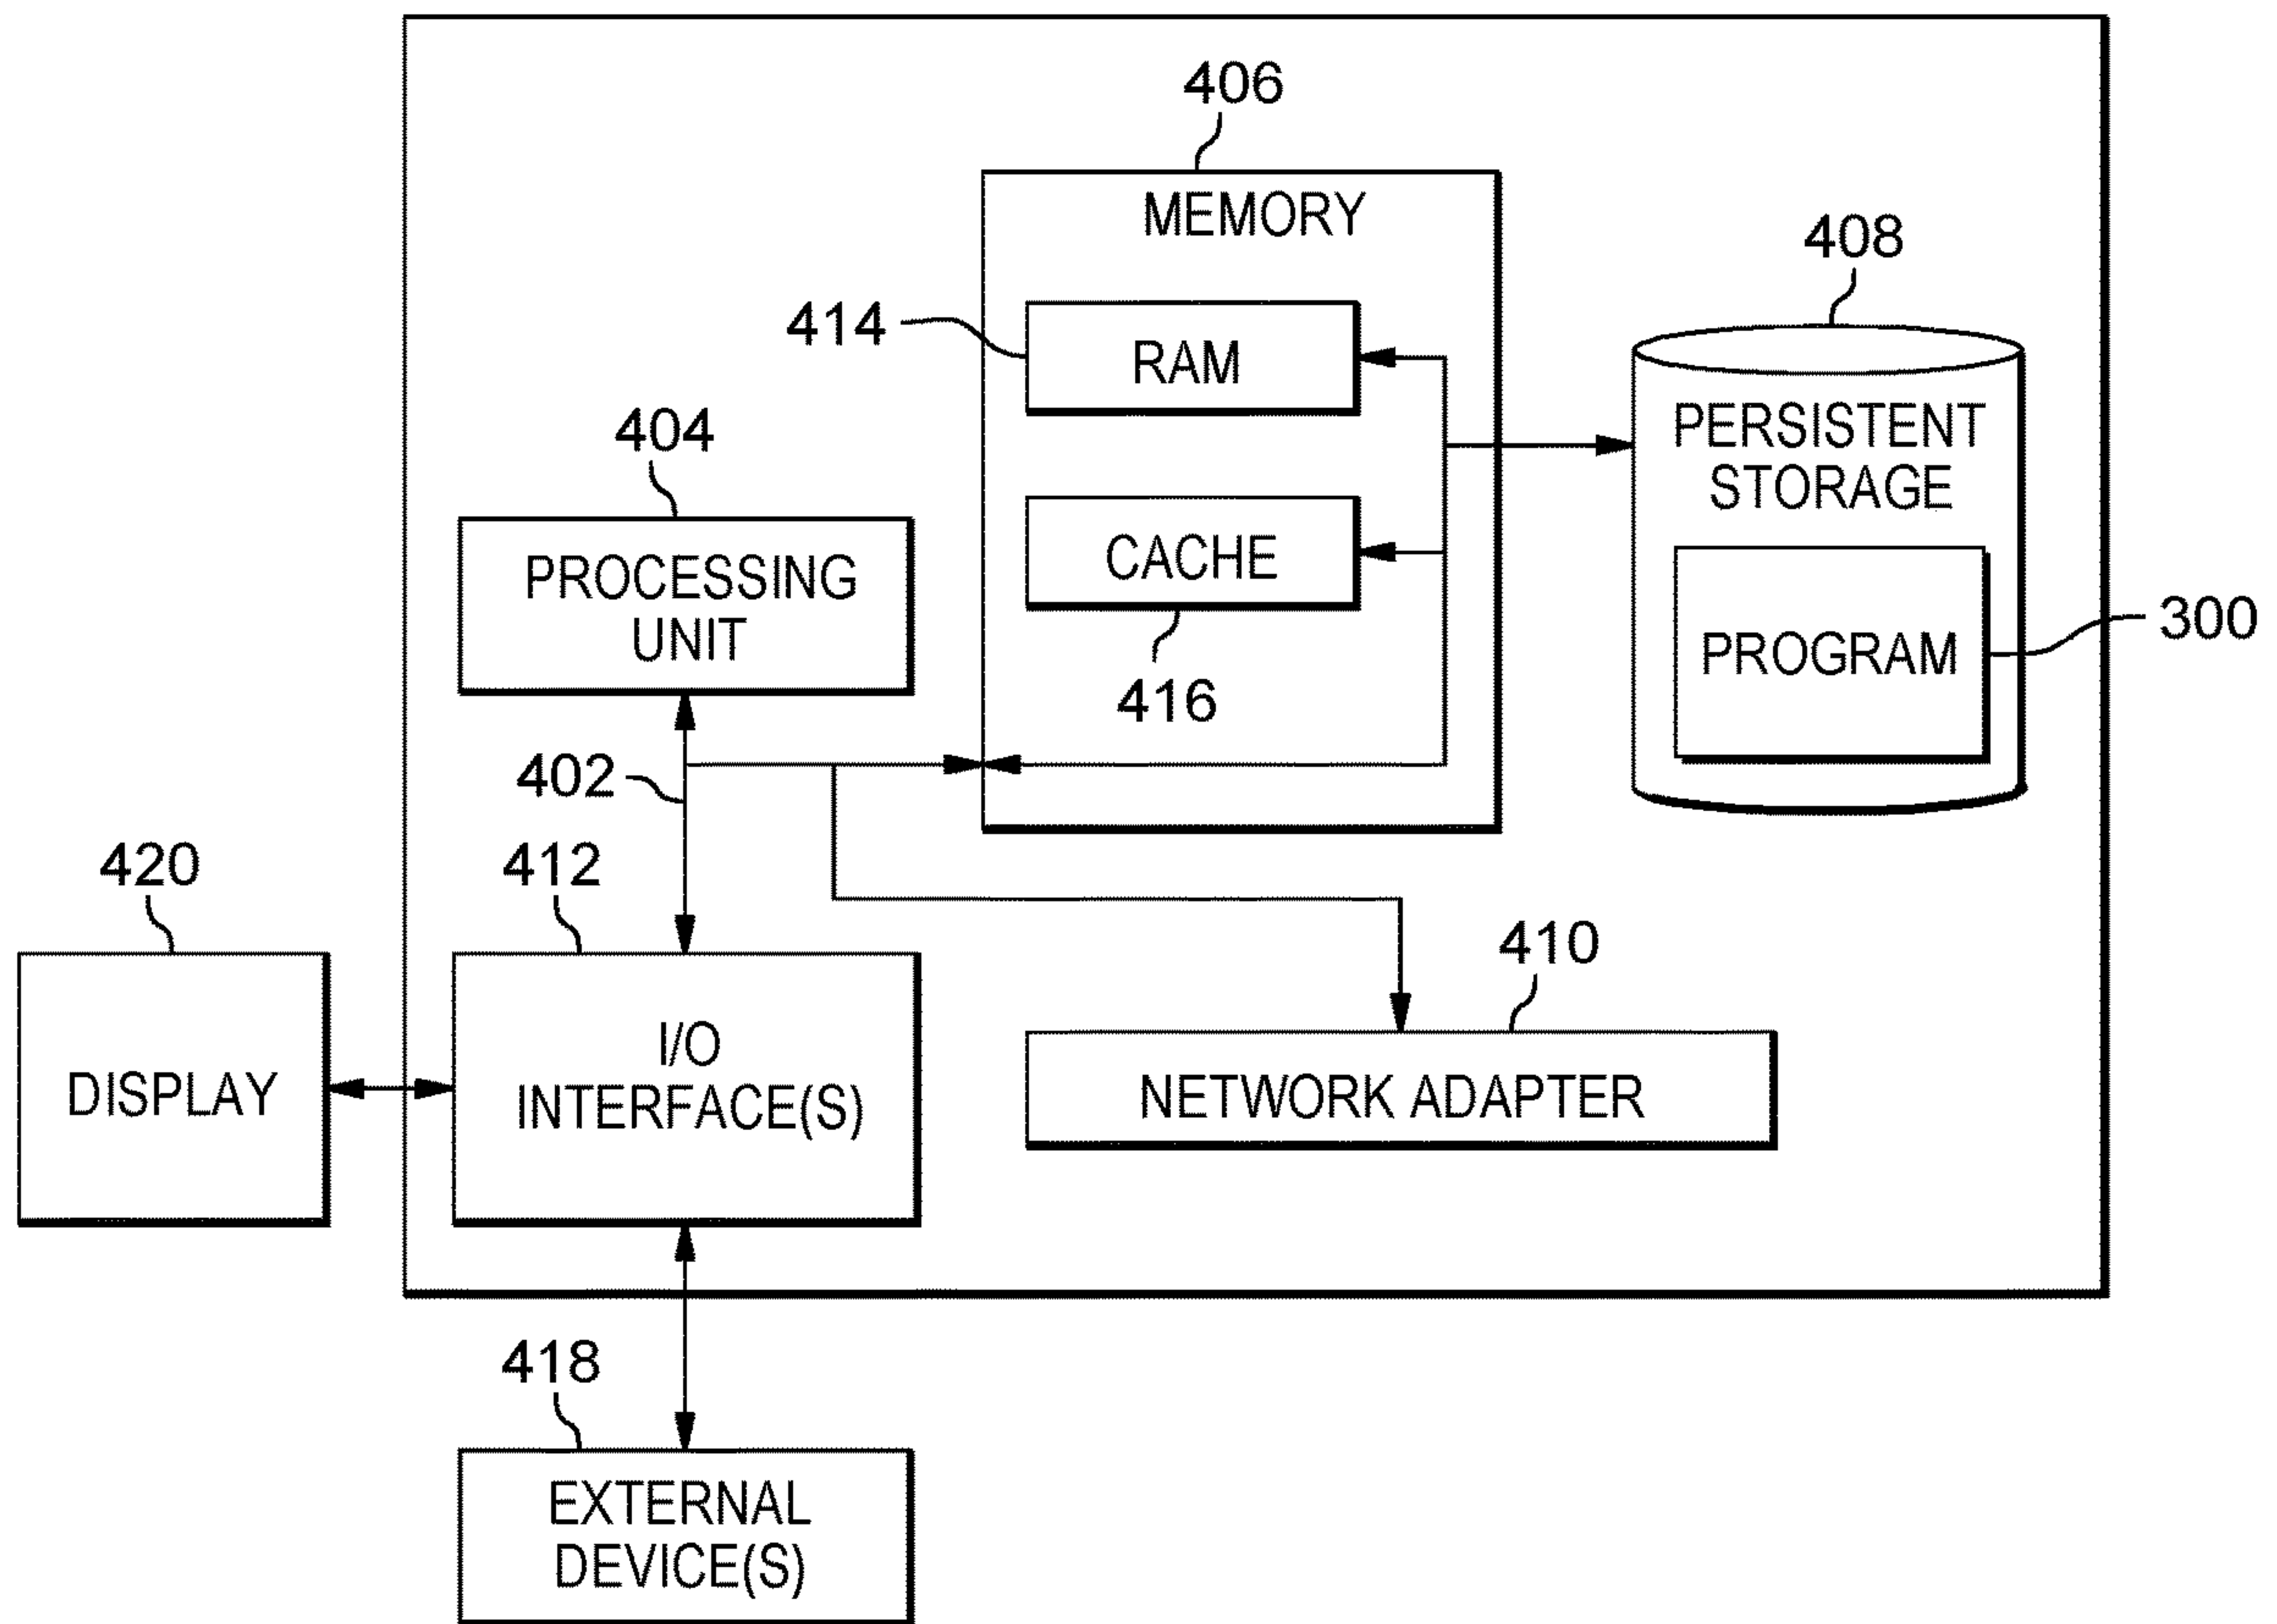 406
MEMORY
408
414
RAM
PERSISTENT
STORAGE
404
CACHE
PROCESSING
UNIT
416
PROGRAM
300
402
420
412
410
DISPLAY
I/O
INTERFACE(S)
NETWORK ADAPTER
418
EXTERNAL
DEVICE(S)